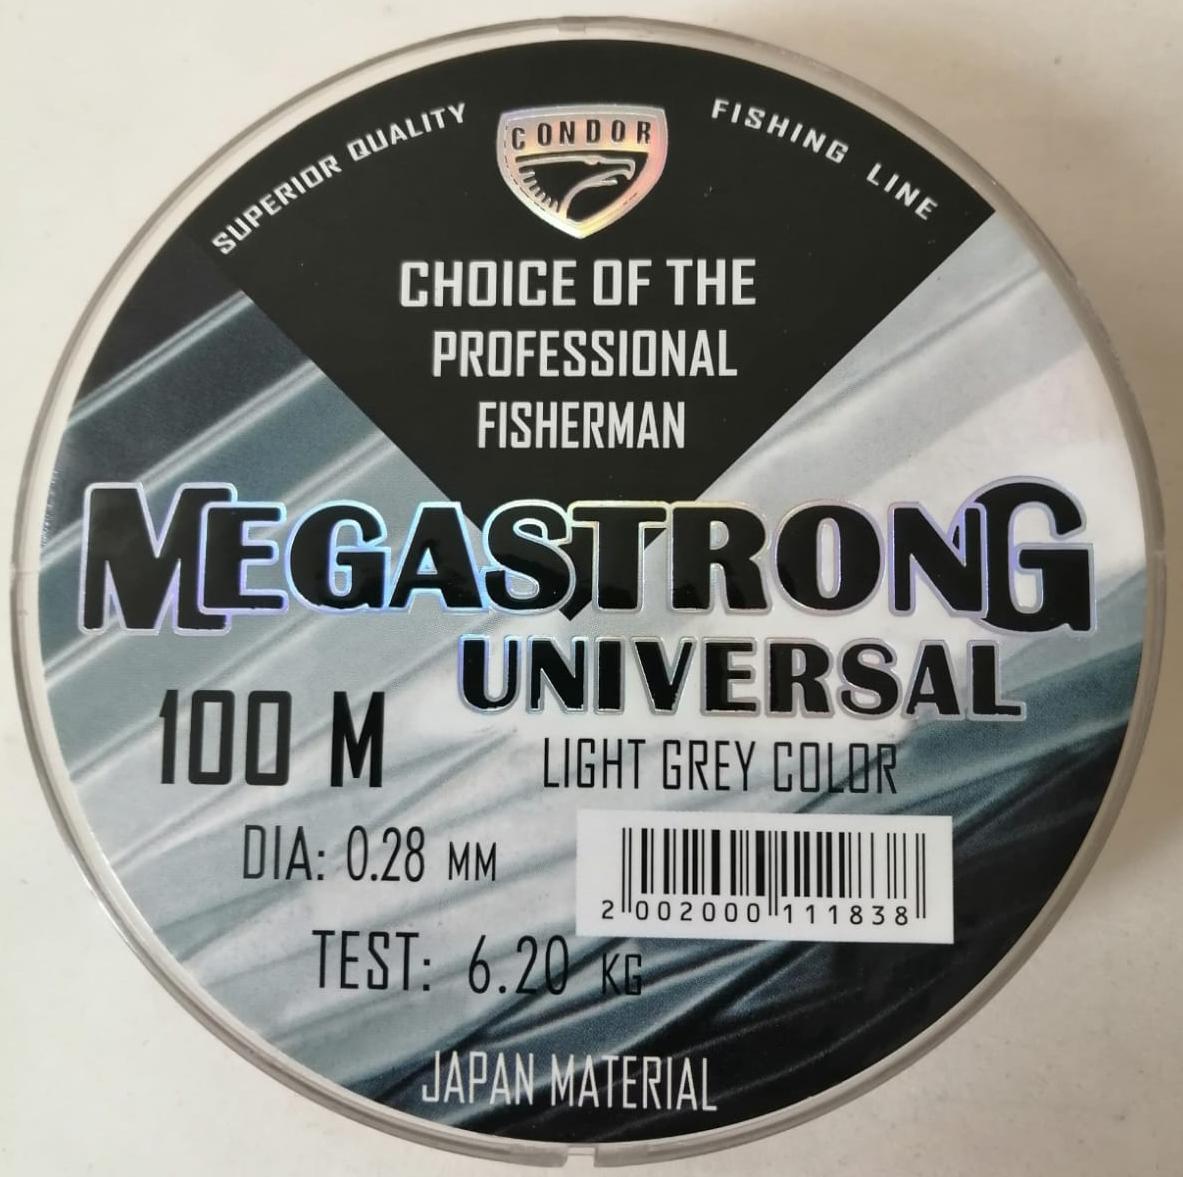 SUPERIOR QUALITY
CONDOR
FISHING LINE
CHOICE OF THE
PROFESSIONAL
FISHERMAN
MEGASTRONG
UNIVERSAL
100 M
LIGHT GREY COLOR
DIA: 0.28 MM
2 002000 111838
TEST: 6.20 KG
JAPAN MATERIAL